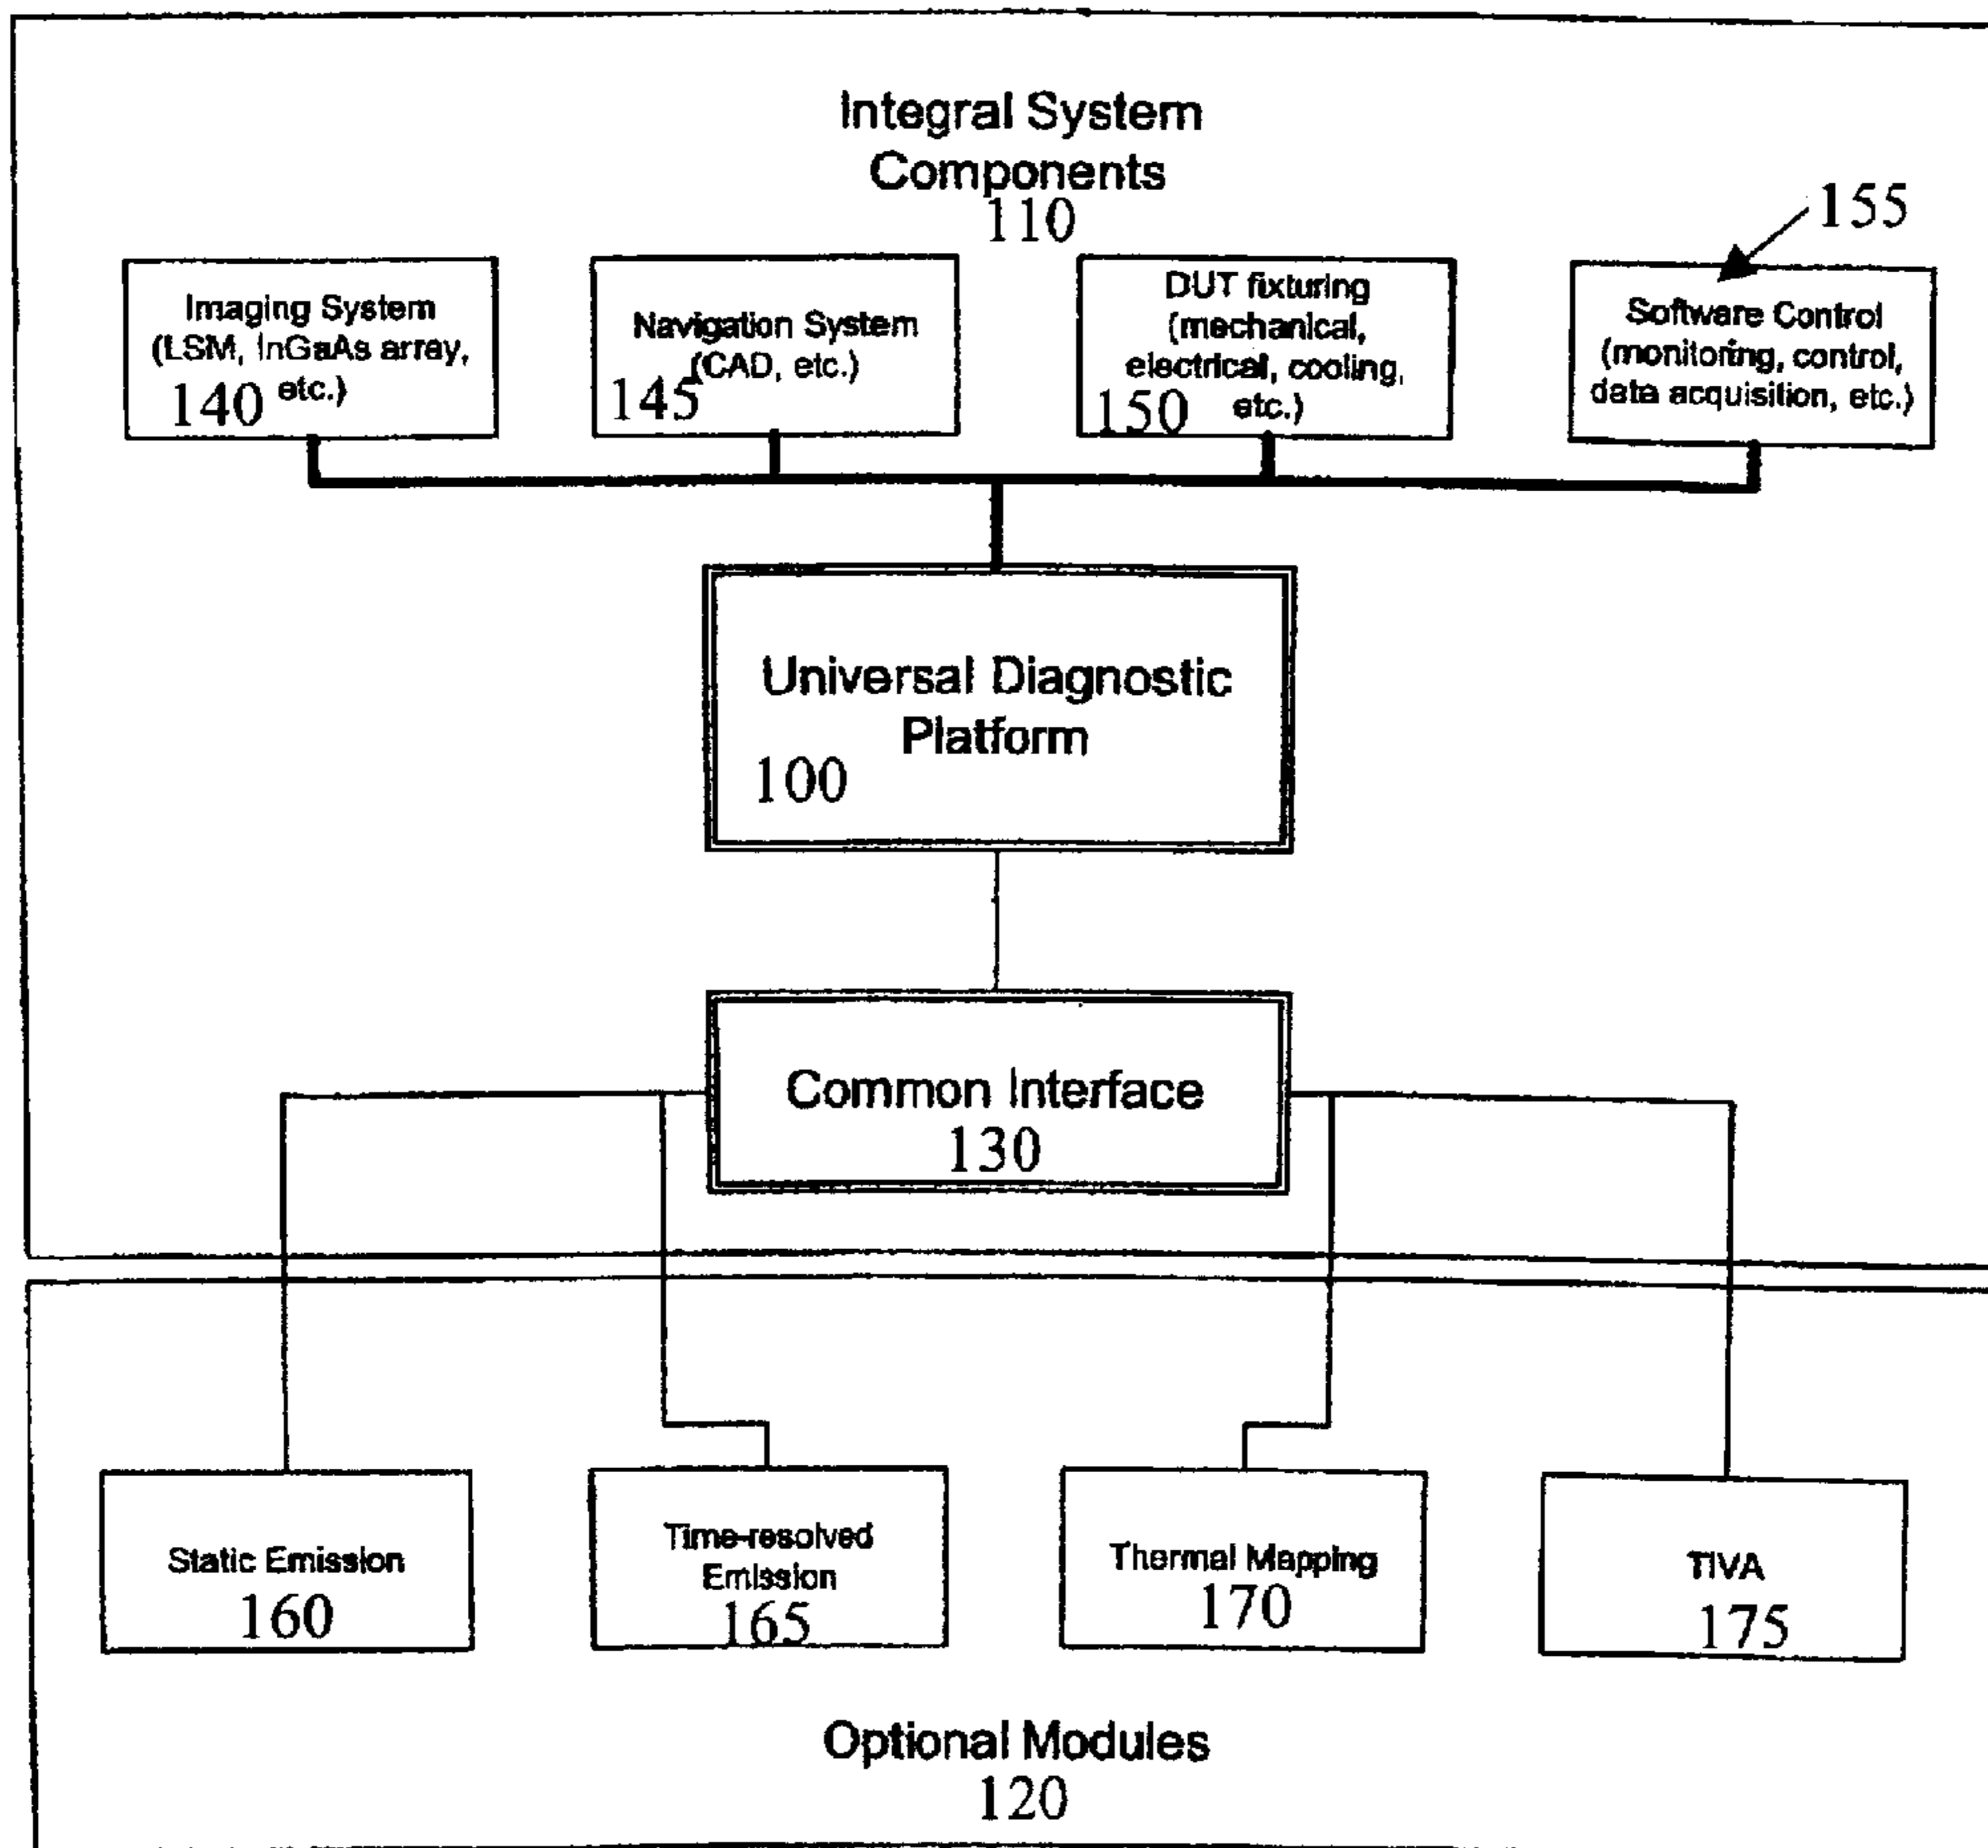 Integral System
Components
110
155
Imaging System
(LSM, InGaAs array,
etc.)
140
Navigation System
(CAD, etc.)
145
DUT fixturing
(mechanical,
electrical, cooling,
etc.)
150
Software Control
(monitoring, control,
data acquisition, etc.)
Universal Diagnostic
Platform
100
Common Interface
130
Static Emission
160
Time-resolved
Emission
165
Thermal Mapping
170
TIVA
175
Optional Modules
120